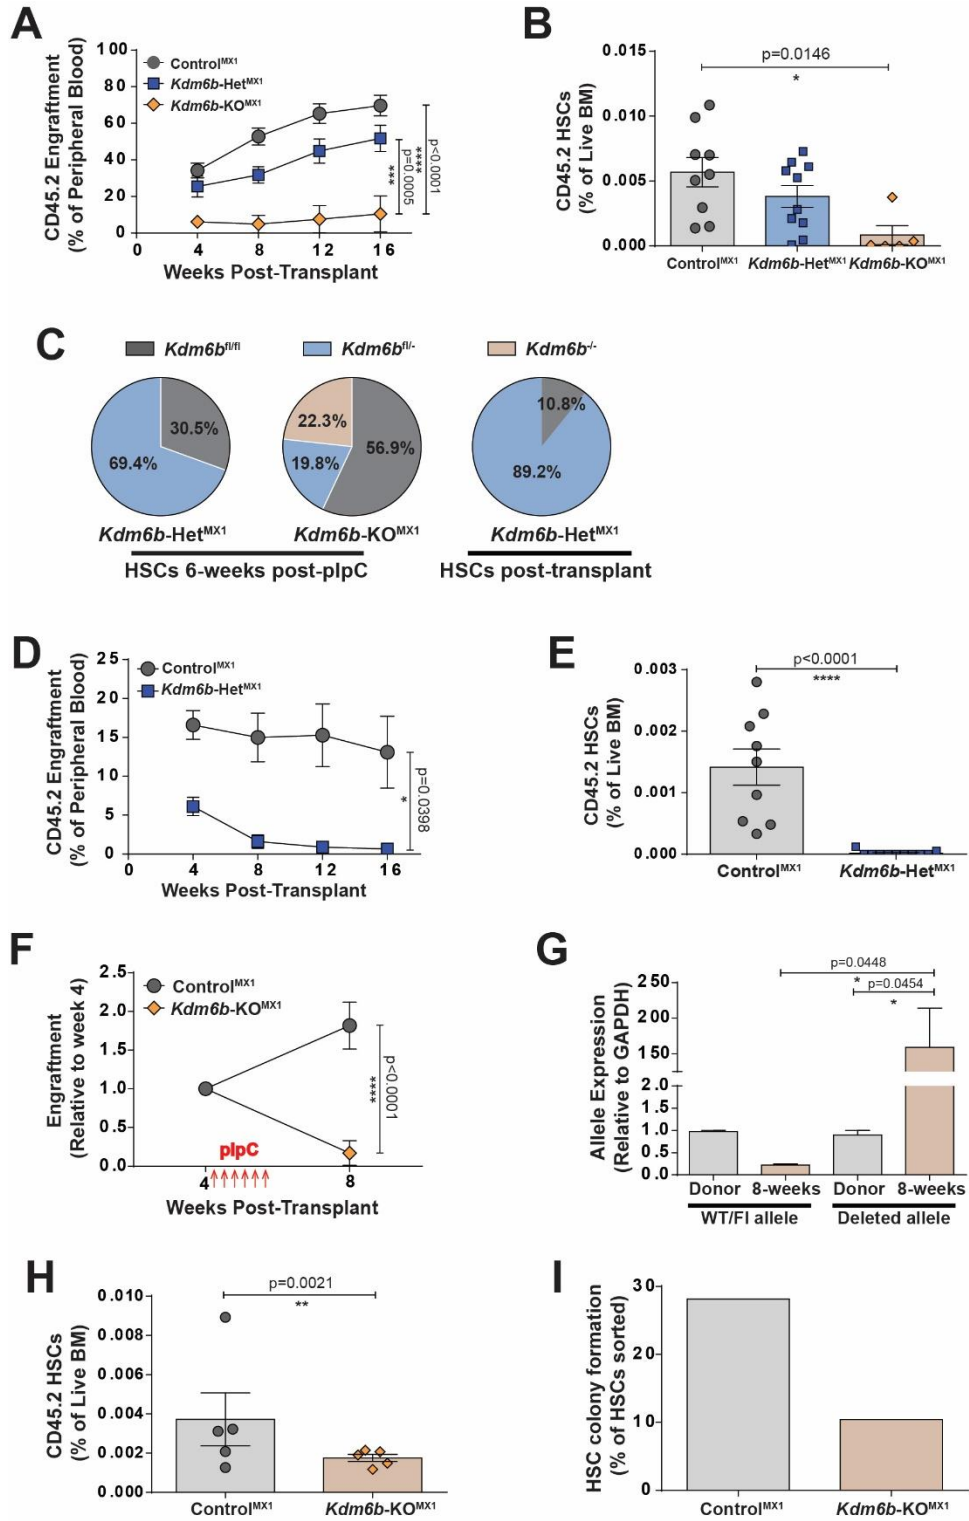 A
CD45.2 Engraftment
(% of Peripheral Blood)
100
80
60
40
20
0
0 4 8 12 16
Weeks Post-Transplant
Control^MX1
Kdm6b-Het^MX1
Kdm6b-KO^MX1
p<0.0001
****
p=0.0005
***
B
CD45.2 HSCs
(% of Live BM)
0.015
0.010
0.005
0.000
p=0.0146
*
Control^MX1 Kdm6b-Het^MX1 Kdm6b-KO^MX1
C
Kdm6b^fl/fl Kdm6b^fl/- Kdm6b^-/-
30.5%
69.4%
22.3%
19.8%
56.9%
10.8%
89.2%
Kdm6b-Het^MX1 Kdm6b-KO^MX1 Kdm6b-Het^MX1
HSCs 6-weeks post-pIpC HSCs post-transplant
D
CD45.2 Engraftment
(% of Peripheral Blood)
25
20
15
10
5
0
0 4 8 12 16
Weeks Post-Transplant
Control^MX1
Kdm6b-Het^MX1
p=0.0398
*
E
CD45.2 HSCs
(% of Live BM)
0.003
0.002
0.001
0.000
p<0.0001
****
Control^MX1 Kdm6b-Het^MX1
F
Engraftment
(Relative to week 4)
2.5
2.0
1.5
1.0
0.5
0.0
4 8
Weeks Post-Transplant
Control^MX1
Kdm6b-KO^MX1
pIpC
p<0.0001
****
G
Allele Expression
(Relative to GAPDH)
250
200
150
100
2.0
1.5
1.0
0.5
0.0
p=0.0448
*
p=0.0454
*
Donor 8-weeks Donor 8-weeks
WT/Fl allele Deleted allele
H
CD45.2 HSCs
(% of Live BM)
0.010
0.008
0.006
0.004
0.002
0.000
p=0.0021
**
Control^MX1 Kdm6b-KO^MX1
I
HSC colony formation
(% of HSCs sorted)
30
20
10
0
Control^MX1 Kdm6b-KO^MX1